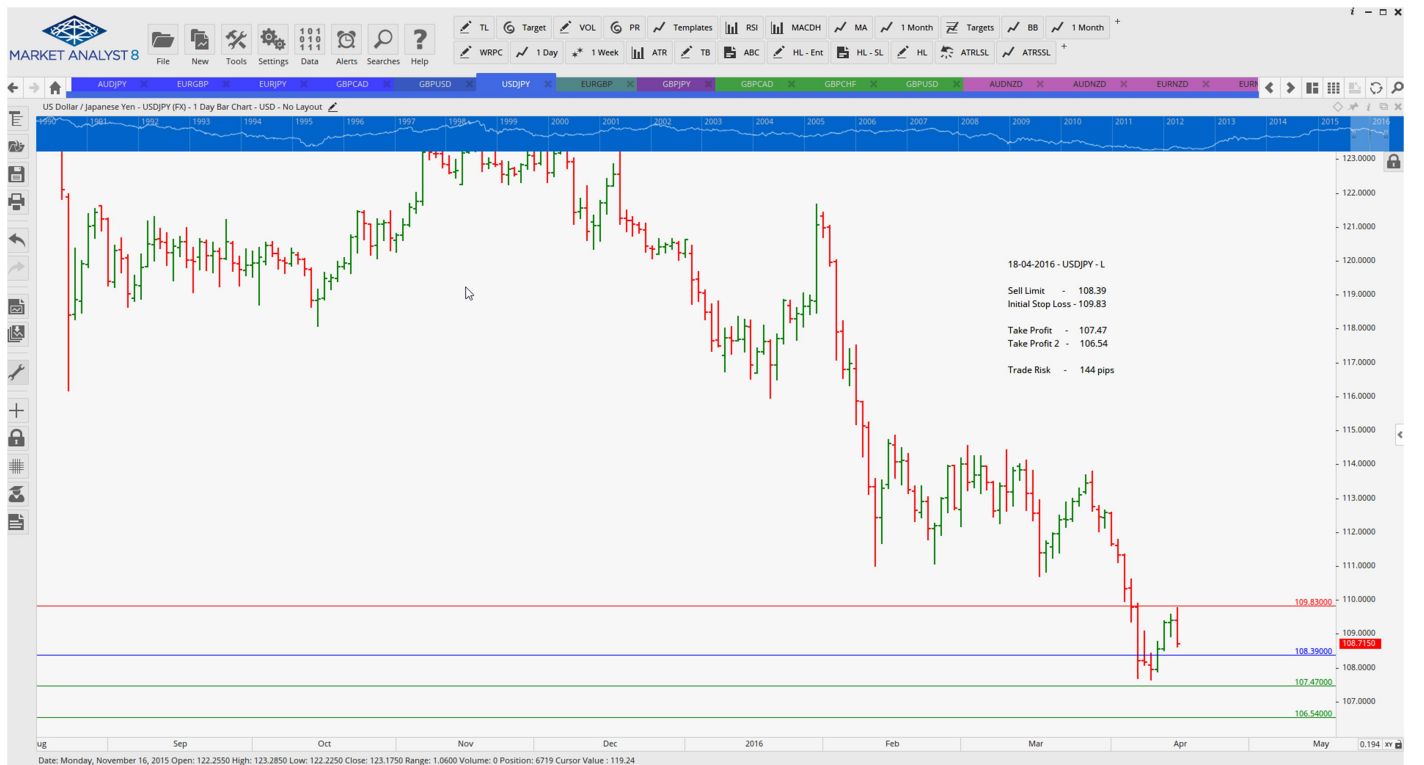 i
MARKET ANALYST 8
File New Tools Settings Data Alerts Searches Help
TL Target VOL PR Templates RSI MACDH MA 1 Month Targets BB 1 Month +
WRPC 1 Day 1 Week ATR TB ABC HL - Ent HL - SL HL ATRLSL ATRSSL +
AUDJPY EURGBP EURJPY GBPCAD GBPUSD USDJPY EURGBP GBPJPY GBPCAD GBPCHF GBPUSD AUDNZD AUDNZD EURNZD EURN
US Dollar / Japanese Yen - USDJPY (FX) - 1 Day Bar Chart - USD - No Layout
1990 1991 1992 1993 1994 1995 1996 1997 1998 1999 2000 2001 2002 2003 2004 2005 2006 2007 2008 2009 2010 2011 2012 2013 2014 2015 2016
123.0000
122.0000
121.0000
120.0000
119.0000
118.0000
117.0000
116.0000
115.0000
114.0000
113.0000
112.0000
111.0000
110.0000
109.0000
108.7150
108.0000
107.0000
18-04-2016 - USDJPY - L
Sell Limit - 108.39
Initial Stop Loss - 109.83
Take Profit - 107.47
Take Profit 2 - 106.54
Trade Risk - 144 pips
109.83000
108.39000
107.47000
106.54000
ug Sep Oct Nov Dec 2016 Feb Mar Apr May 0.194 XY
Date: Monday, November 16, 2015 Open: 122.2550 High: 123.2850 Low: 122.2250 Close: 123.1750 Range: 1.0600 Volume: 0 Position: 6719 Cursor Value : 119.24